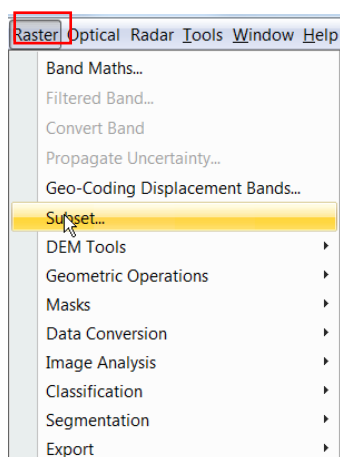 Raster Optical Radar Tools Window Help
Band Maths...
Filtered Band...
Convert Band
Propagate Uncertainty...
Geo-Coding Displacement Bands...
Subset...
DEM Tools
Geometric Operations
Masks
Data Conversion
Image Analysis
Classification
Segmentation
Export